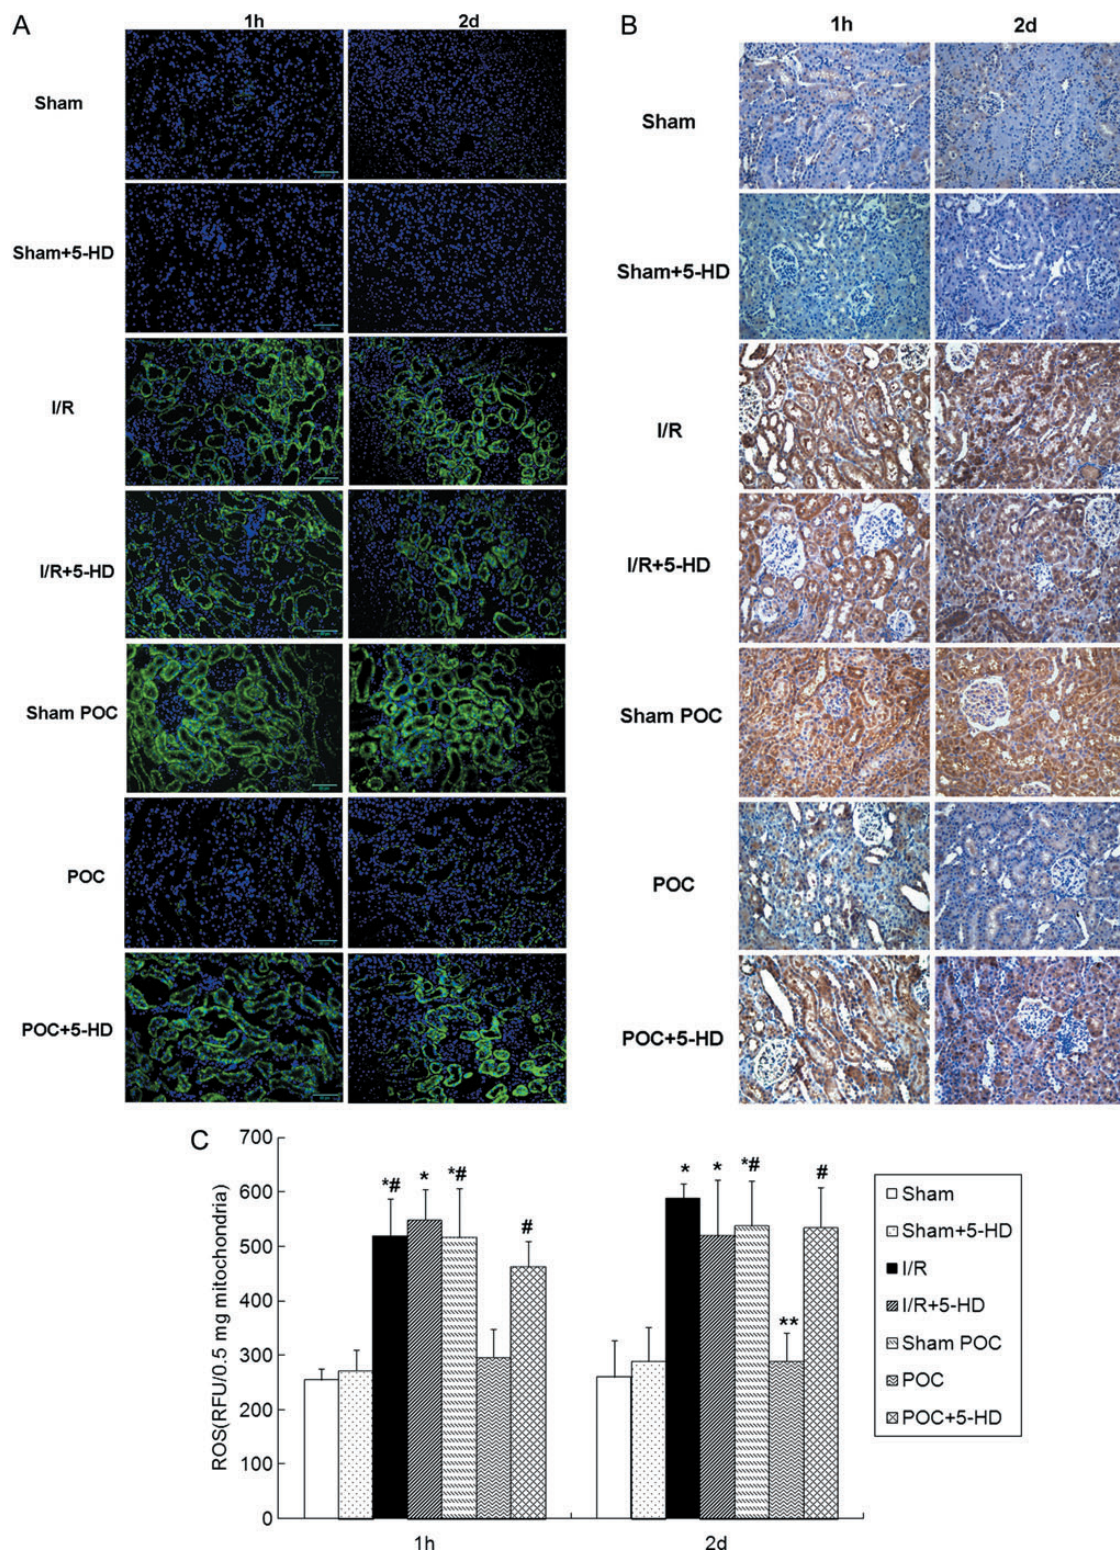 A
1h
2d
Sham
Sham+5-HD
I/R
I/R+5-HD
Sham POC
POC
POC+5-HD
B
1h
2d
Sham
Sham+5-HD
I/R
I/R+5-HD
Sham POC
POC
POC+5-HD
C
ROS(RFU/0.5 mg mitochondria)
700
600
500
400
300
200
100
0
*#
*
*#
#
*
*
*#
**
#
1h
2d
Sham
Sham+5-HD
I/R
I/R+5-HD
Sham POC
POC
POC+5-HD